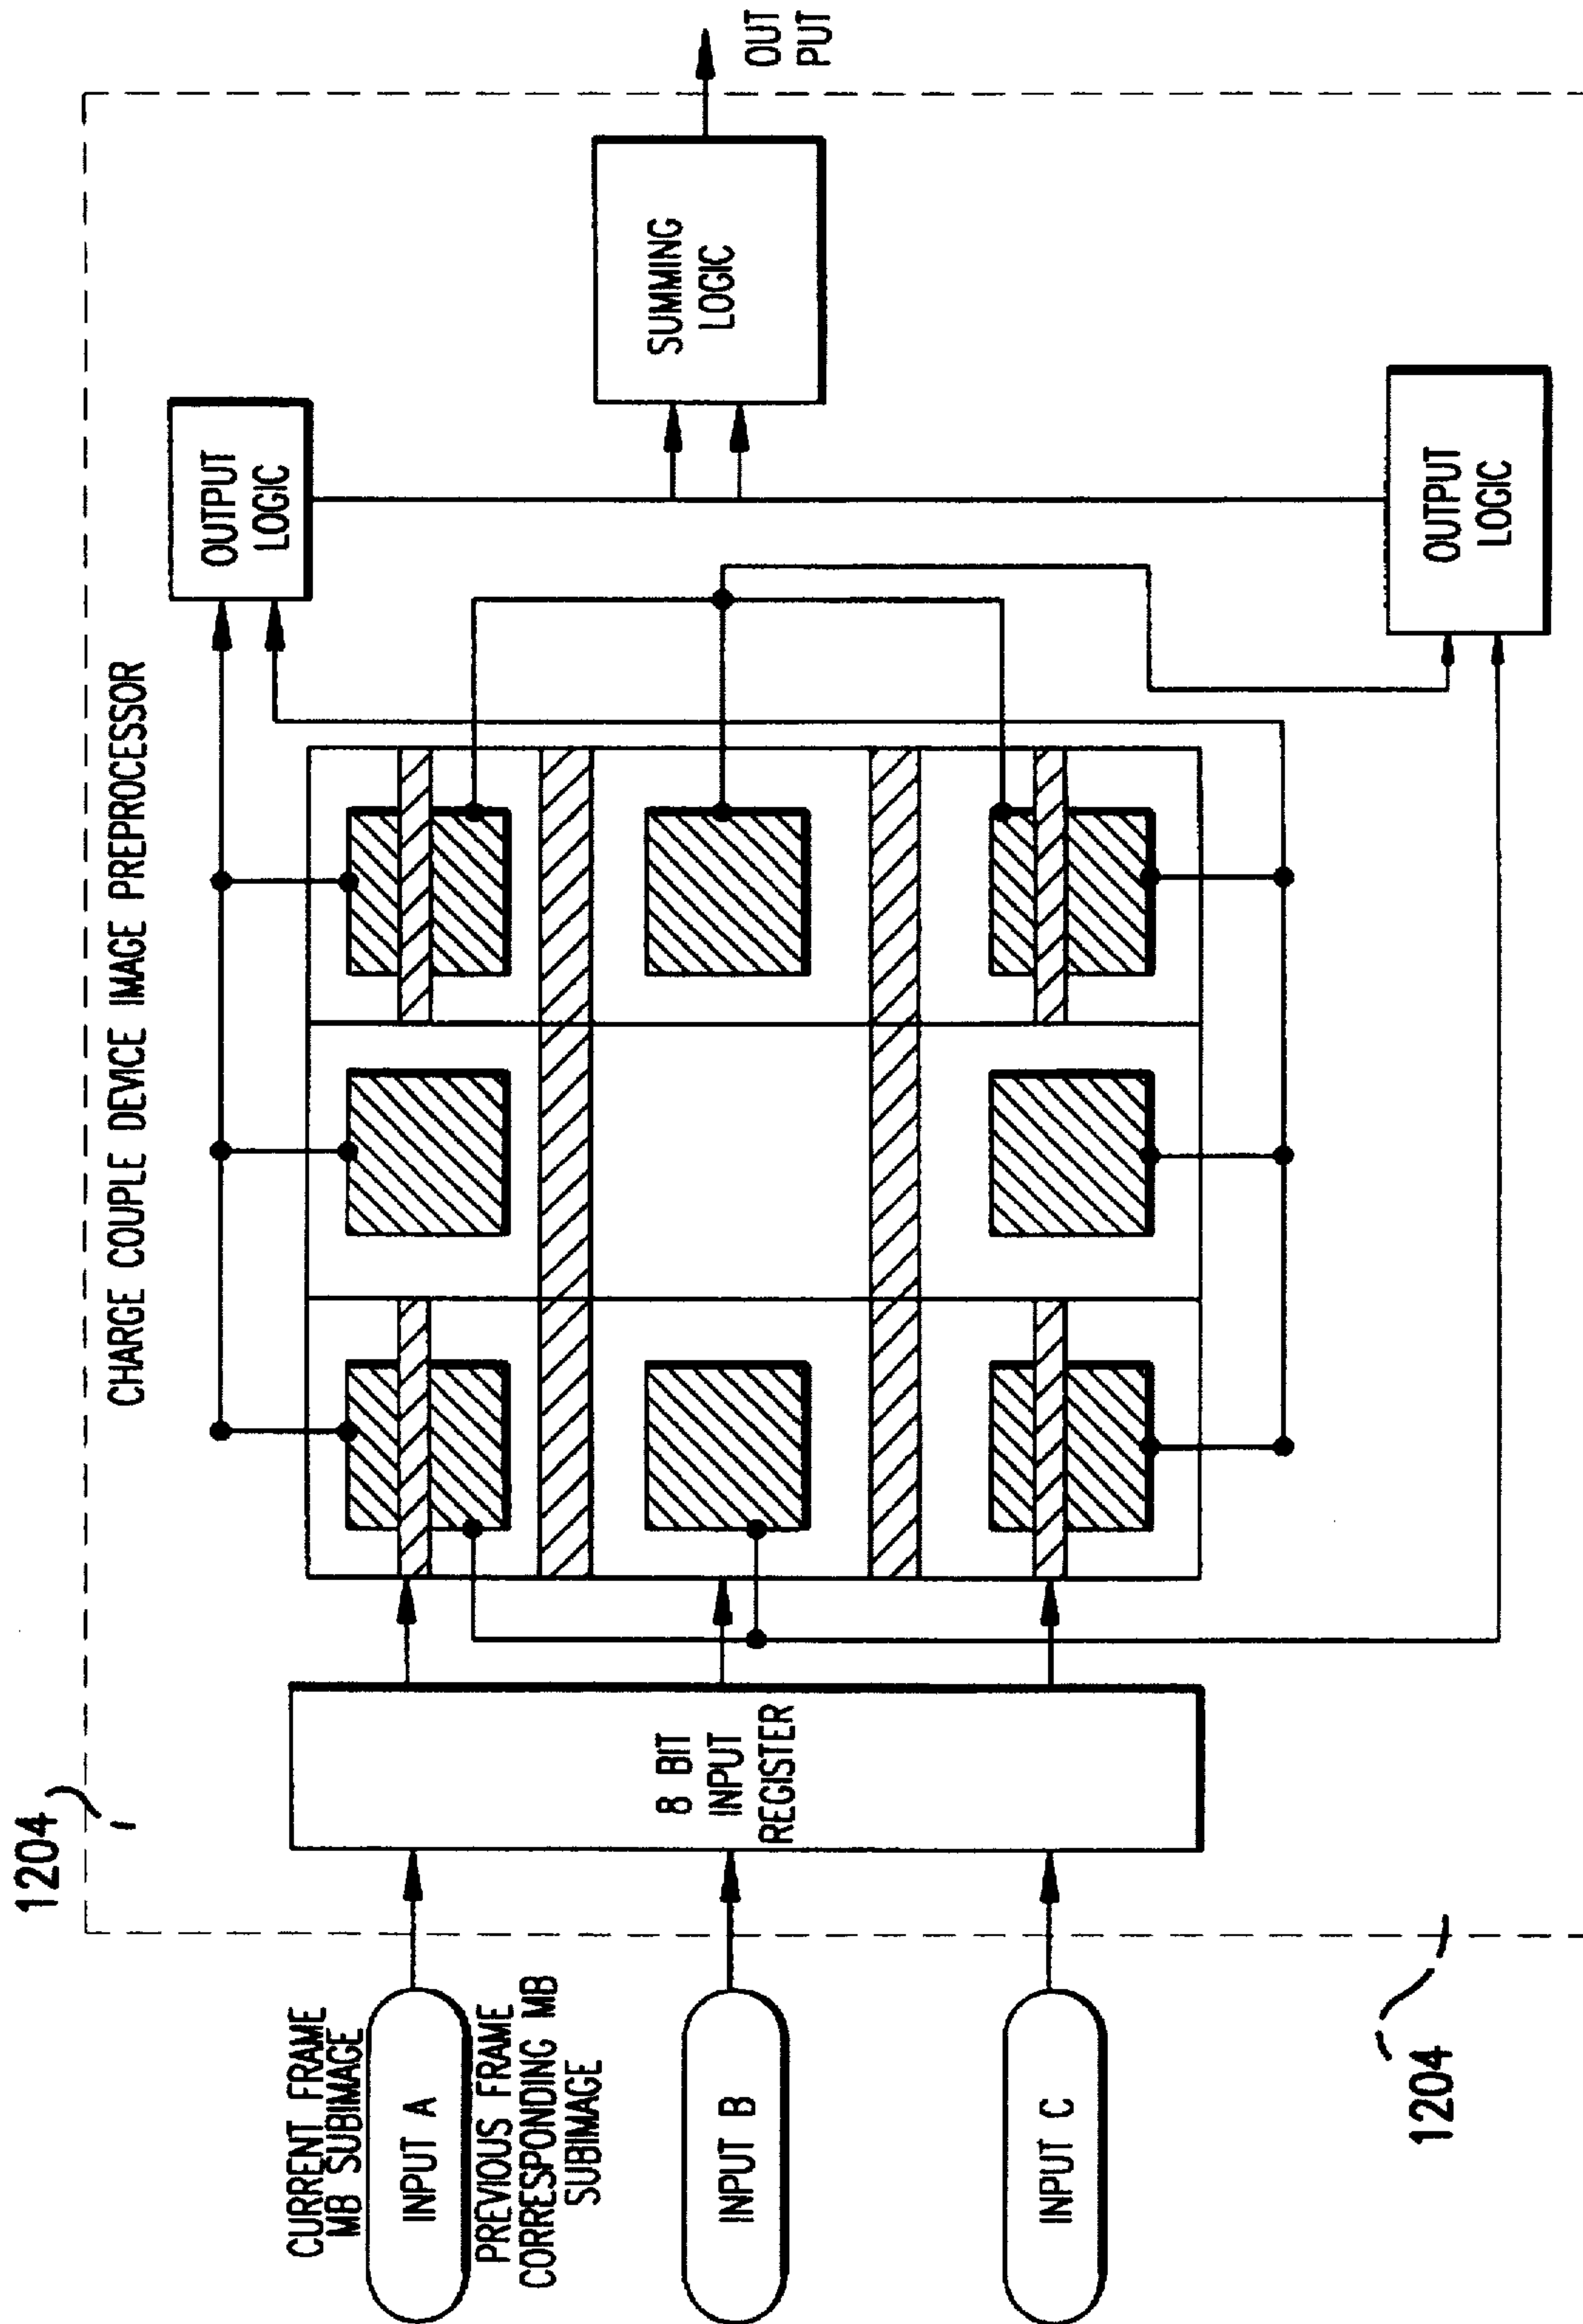 CHARGE COUPLE DEVICE IMAGE PREPROCESSOR
1204
CURRENT FRAME
MB SUBIMAGE
INPUT A
PREVIOUS FRAME
CORRESPONDING MB
SUBIMAGE
INPUT B
INPUT C
8 BIT
INPUT
REGISTER
OUTPUT
LOGIC
SUMMING
LOGIC
OUT
PUT
OUTPUT
LOGIC
1204